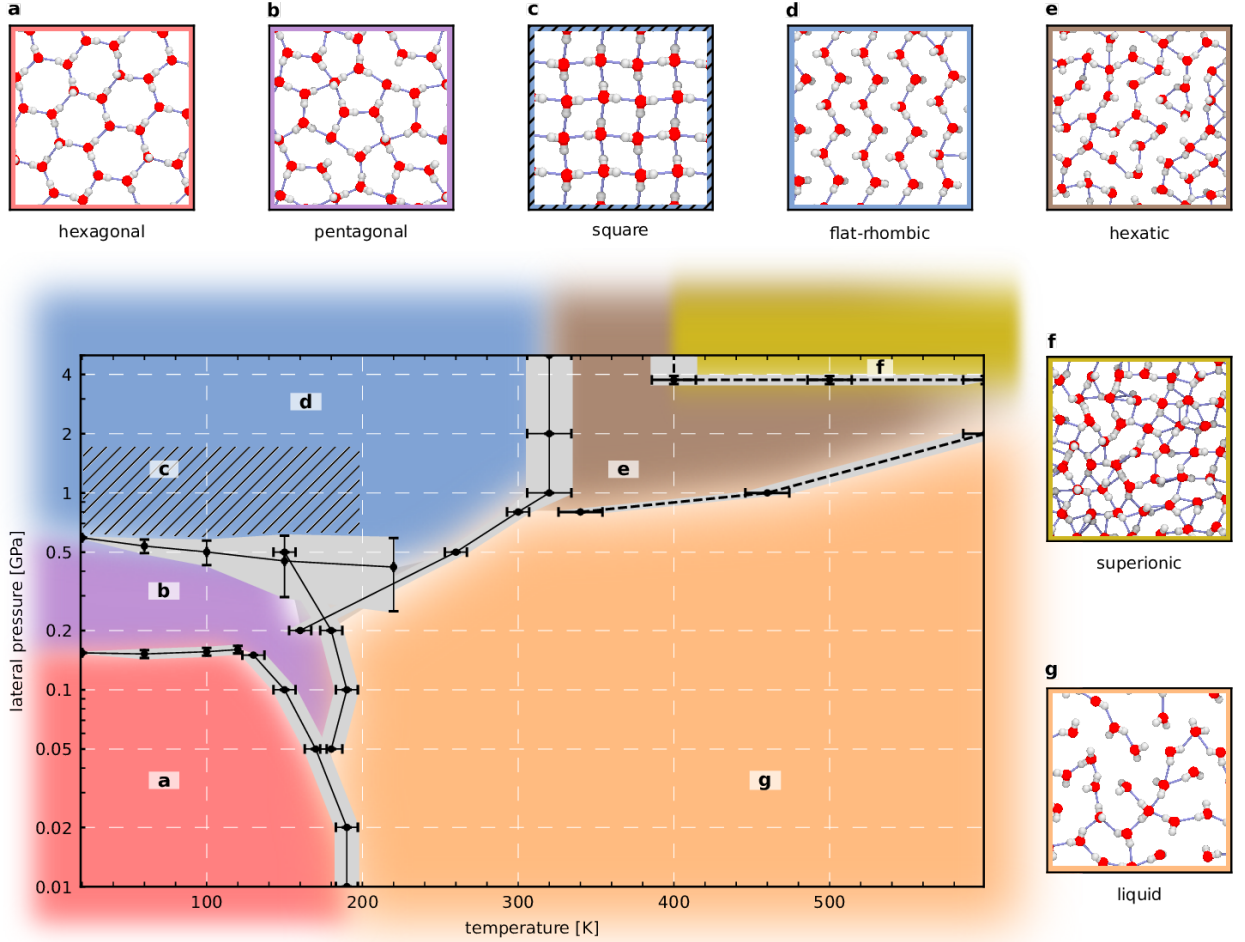 a
b
c
d
e
hexagonal
pentagonal
square
flat-rhombic
hexatic
f
superionic
g
liquid
4
2
1
0.5
0.2
0.1
0.05
0.02
0.01
lateral pressure [GPa]
d
f
c
e
b
a
g
100
200
300
400
500
temperature [K]